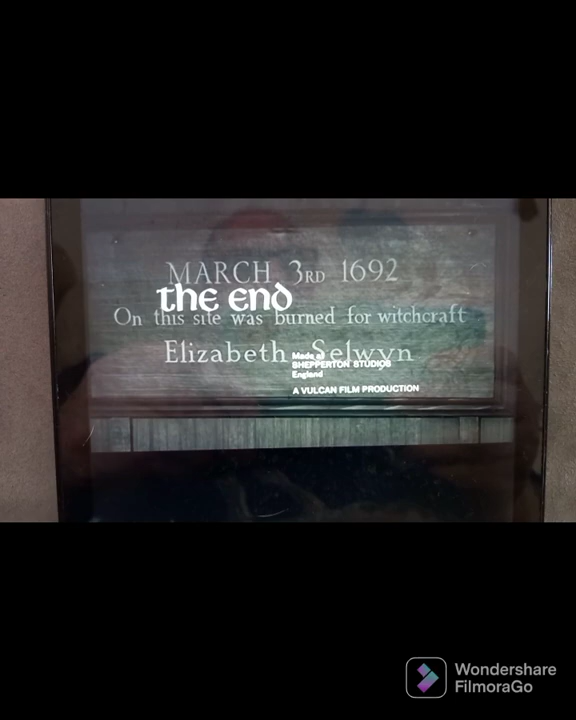 MARCH 3RD 1692
the end
On this site was burned for witchcraft
Elizabeth Selwyn
Made at
SHEPPERTON STUDIOS
England
A VULCAN FILM PRODUCTION
Wondershare
FilmoraGo